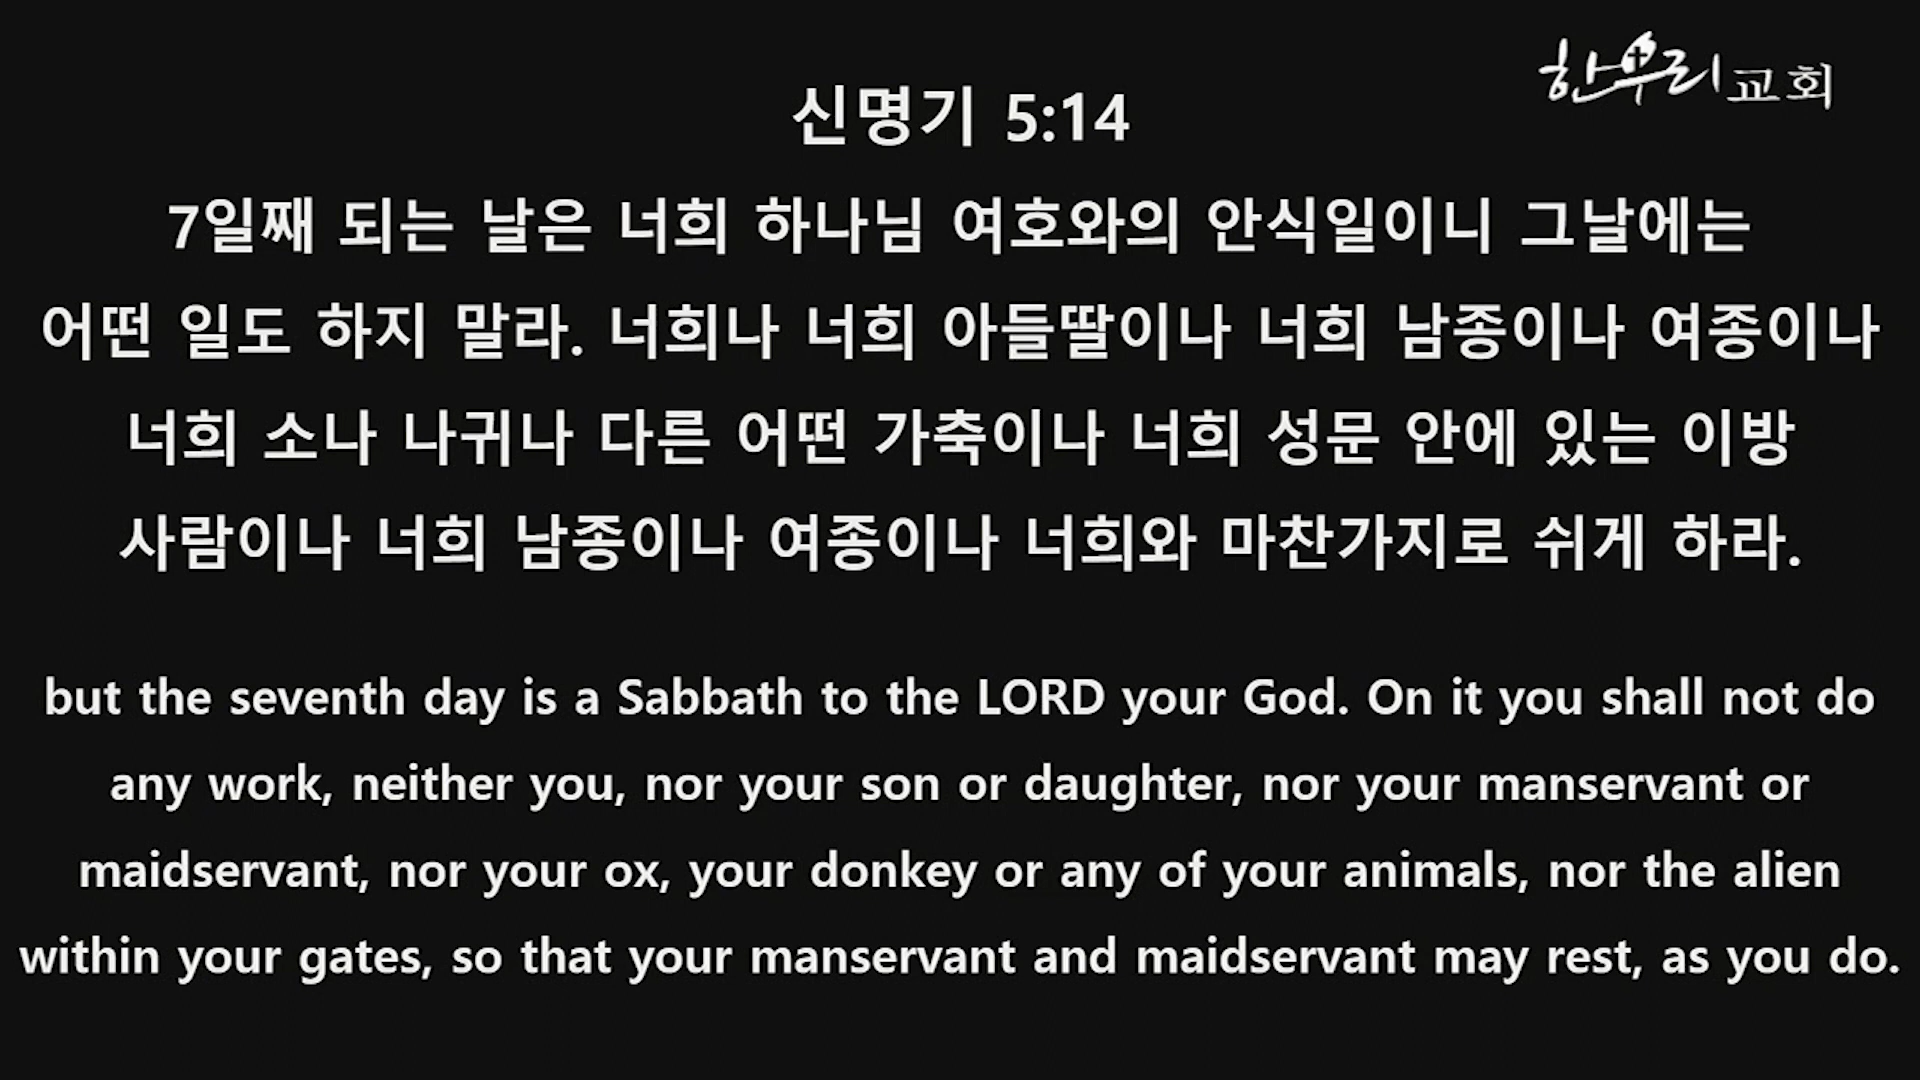 한우리교회
신명기 5:14
7일째 되는 날은 너희 하나님 여호와의 안식일이니 그날에는
어떤 일도 하지 말라. 너희나 너희 아들딸이나 너희 남종이나 여종이나
너희 소나 나귀나 다른 어떤 가축이나 너희 성문 안에 있는 이방
사람이나 너희 남종이나 여종이나 너희와 마찬가지로 쉬게 하라.
but the seventh day is a Sabbath to the LORD your God. On it you shall not do
any work, neither you, nor your son or daughter, nor your manservant or
maidservant, nor your ox, your donkey or any of your animals, nor the alien
within your gates, so that your manservant and maidservant may rest, as you do.